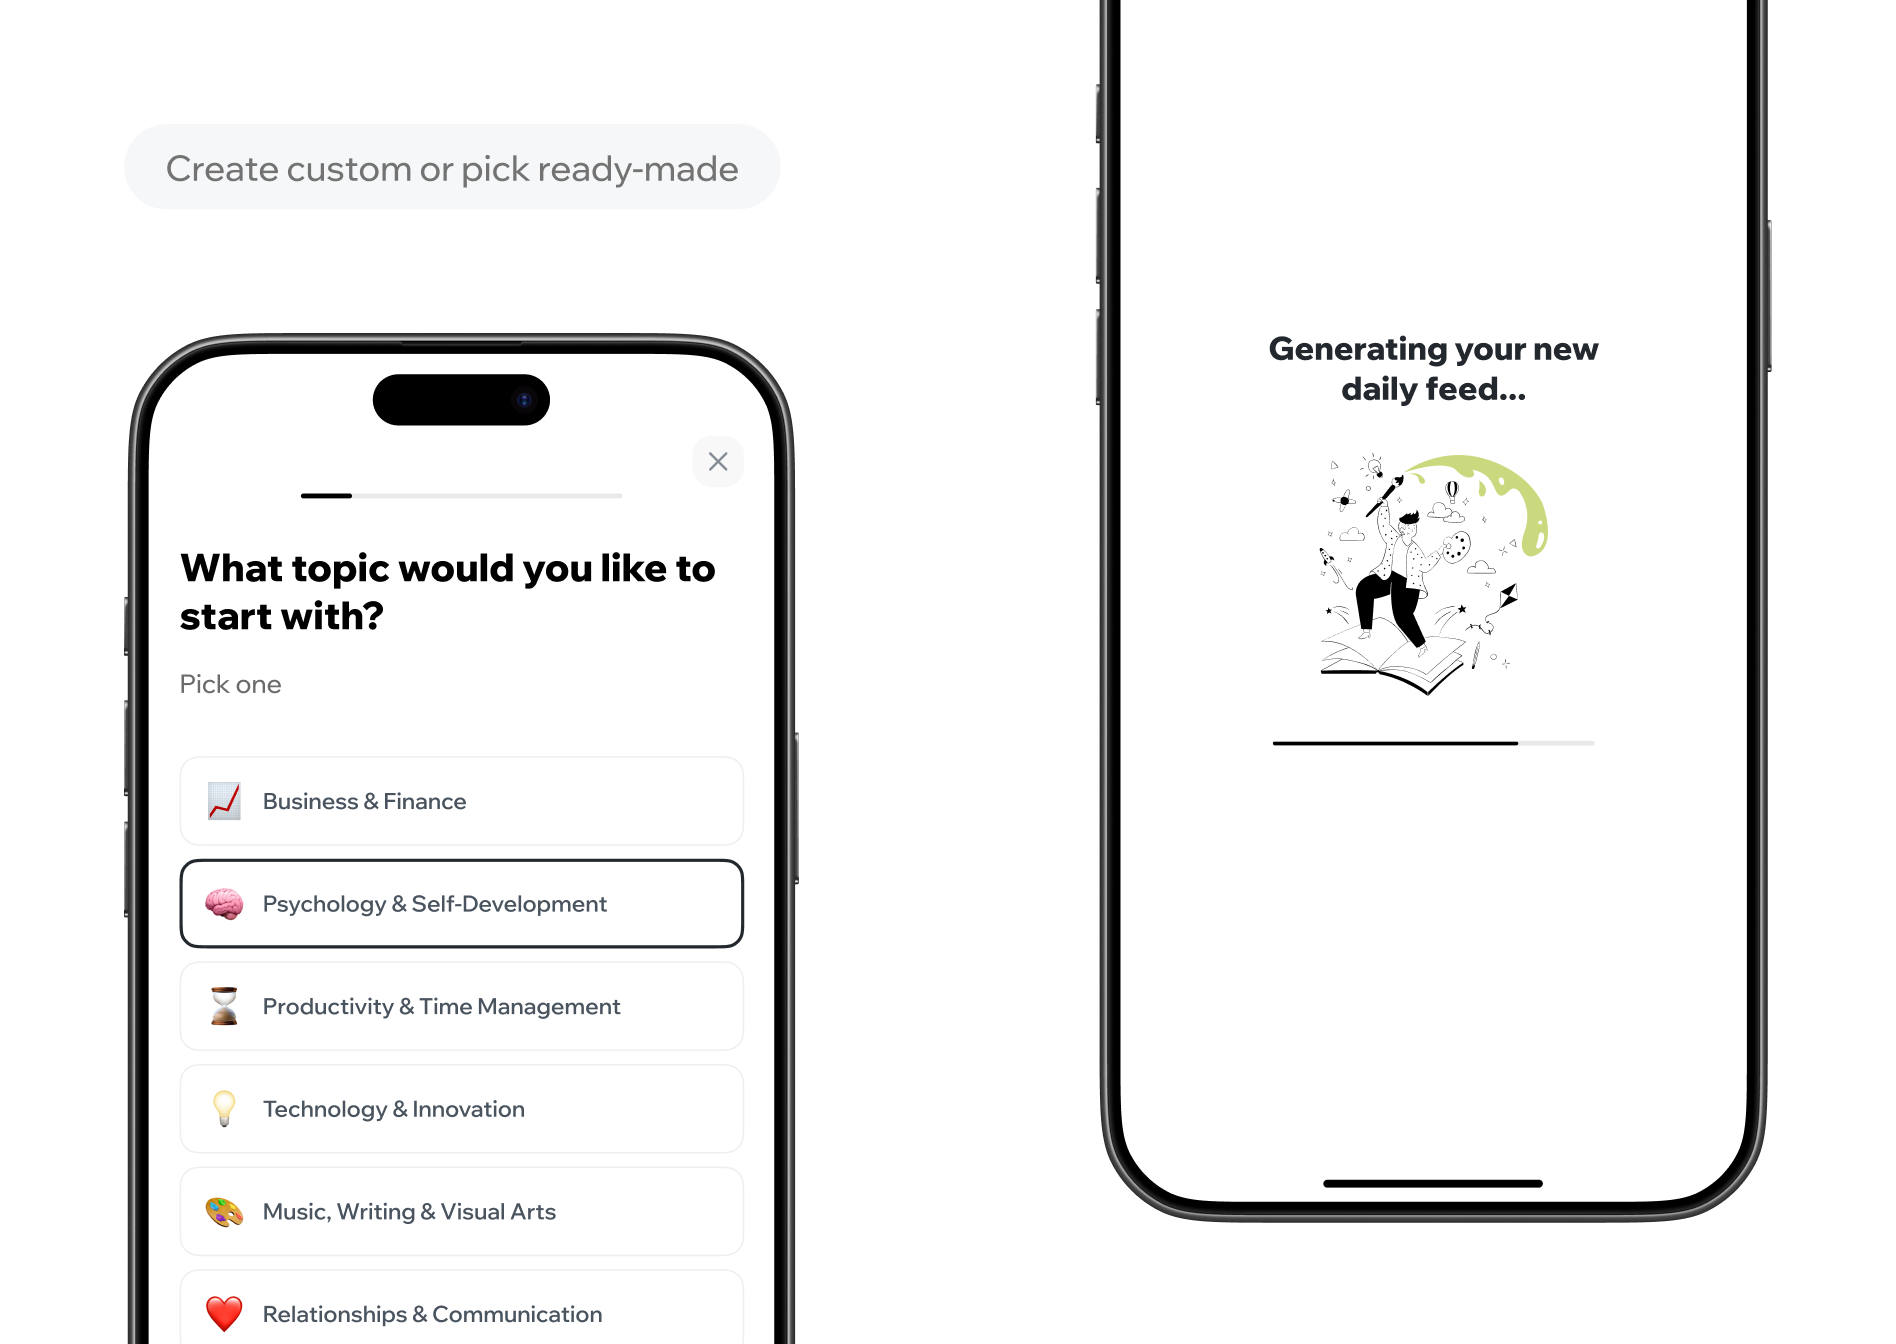 Create custom or pick ready-made
What topic would you like to
start with?
Pick one
Business & Finance
Psychology & Self-Development
Productivity & Time Management
Technology & Innovation
Music, Writing & Visual Arts
Relationships & Communication
Generating your new
daily feed...